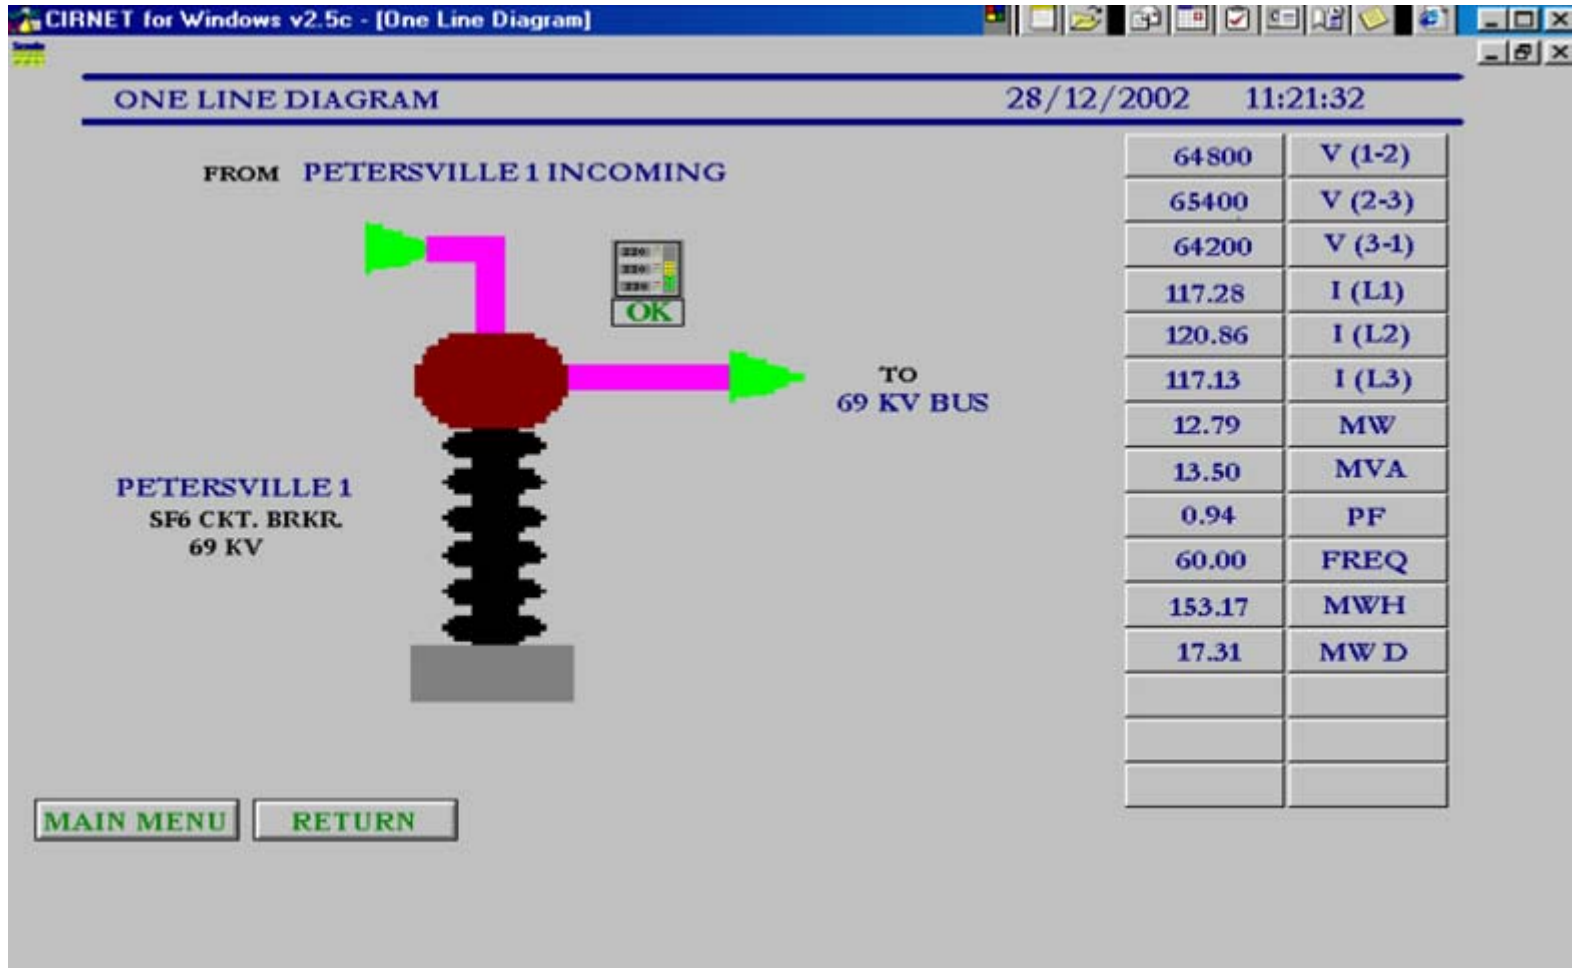 CIRNET for Windows v2.5c - [One Line Diagram]
ONE LINE DIAGRAM 28/12/2002 11:21:32
FROM PETERSVILLE 1 INCOMING
OK
TO
69 KV BUS
PETERSVILLE 1
SF6 CKT. BRKR.
69 KV
64800 V (1-2)
65400 V (2-3)
64200 V (3-1)
117.28 I (L1)
120.86 I (L2)
117.13 I (L3)
12.79 MW
13.50 MVA
0.94 PF
60.00 FREQ
153.17 MWH
17.31 MW D
MAIN MENU RETURN